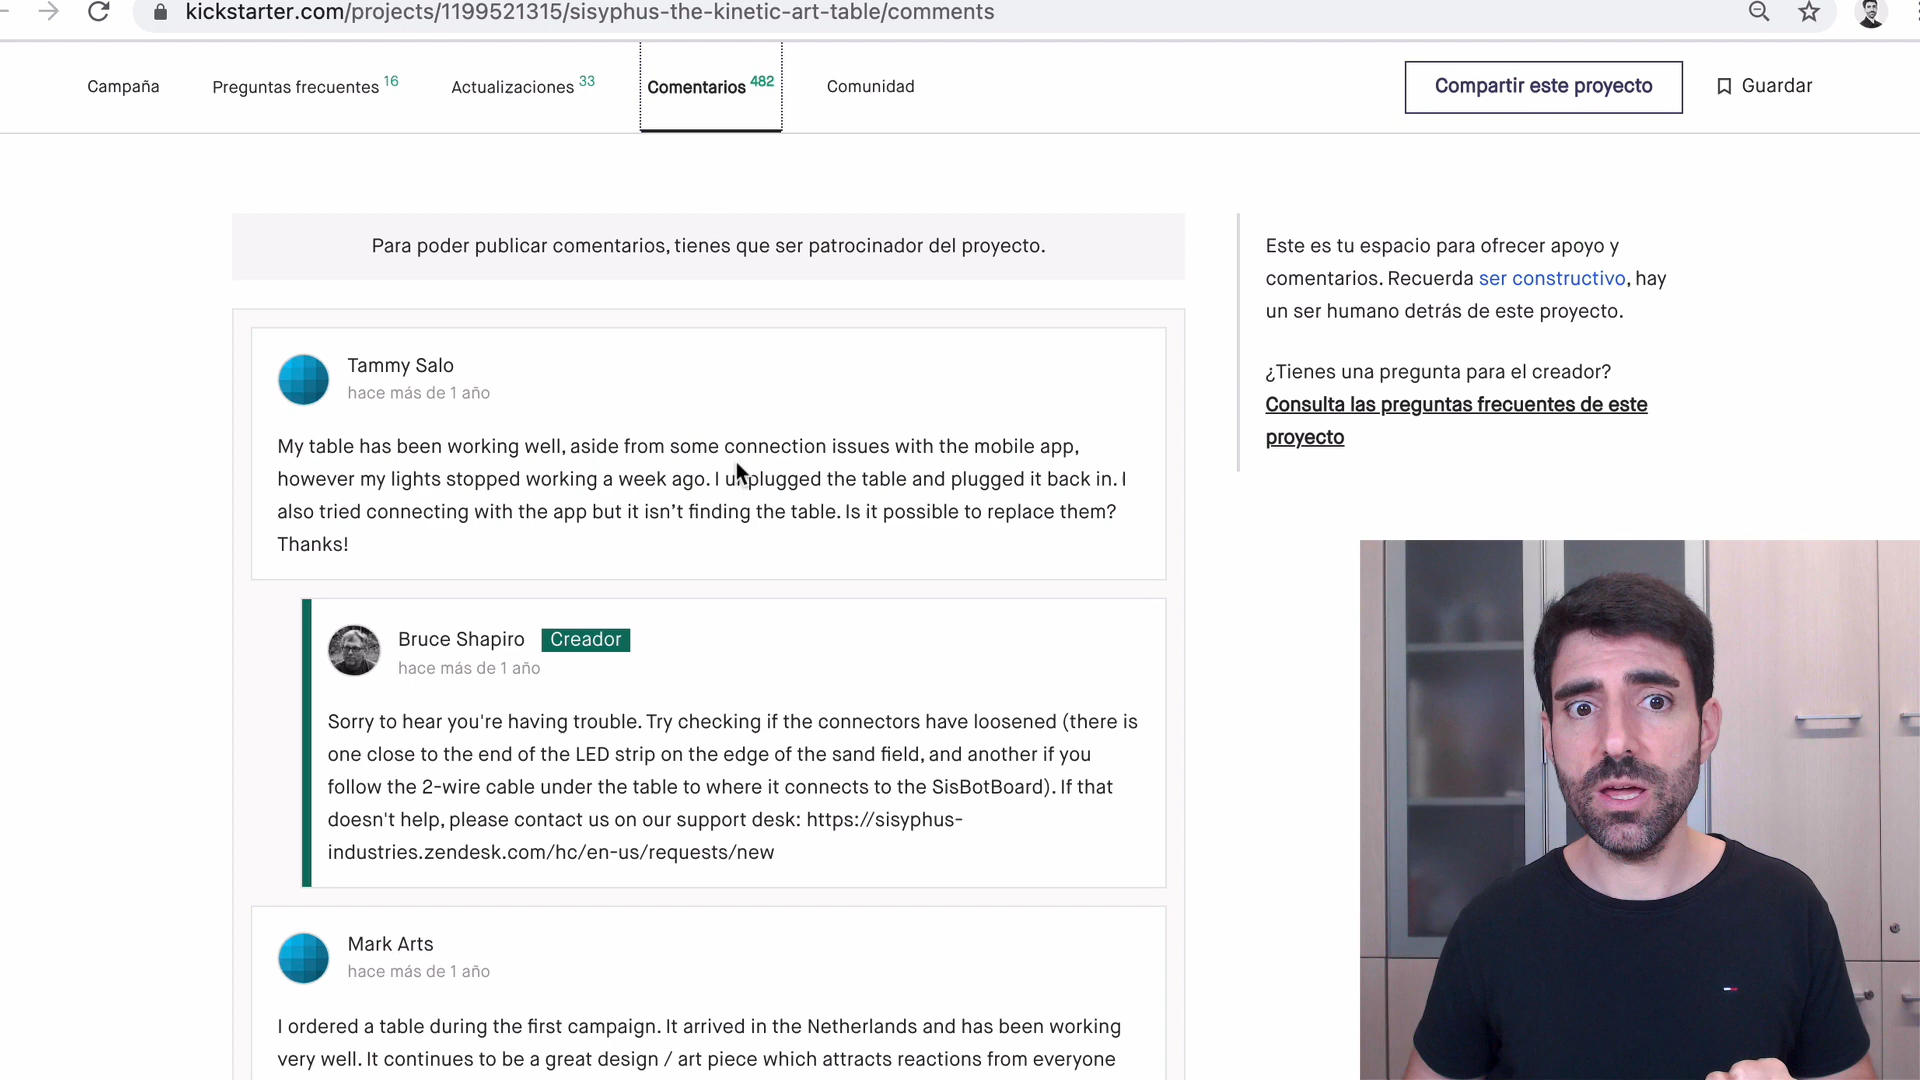 kickstarter.com/projects/1199521315/sisyphus-the-kinetic-art-table/comments
Campaña
Preguntas frecuentes 16
Actualizaciones 33
Comentarios 482
Comunidad
Compartir este proyecto
Guardar
Para poder publicar comentarios, tienes que ser patrocinador del proyecto.
Este es tu espacio para ofrecer apoyo y
comentarios. Recuerda ser constructivo, hay
un ser humano detrás de este proyecto.
¿Tienes una pregunta para el creador?
Consulta las preguntas frecuentes de este
proyecto
Tammy Salo
hace más de 1 año
My table has been working well, aside from some connection issues with the mobile app,
however my lights stopped working a week ago. I unplugged the table and plugged it back in. I
also tried connecting with the app but it isn’t finding the table. Is it possible to replace them?
Thanks!
Bruce Shapiro Creador
hace más de 1 año
Sorry to hear you're having trouble. Try checking if the connectors have loosened (there is
one close to the end of the LED strip on the edge of the sand field, and another if you
follow the 2-wire cable under the table to where it connects to the SisBotBoard). If that
doesn't help, please contact us on our support desk: https://sisyphus-
industries.zendesk.com/hc/en-us/requests/new
Mark Arts
hace más de 1 año
I ordered a table during the first campaign. It arrived in the Netherlands and has been working
very well. It continues to be a great design / art piece which attracts reactions from everyone